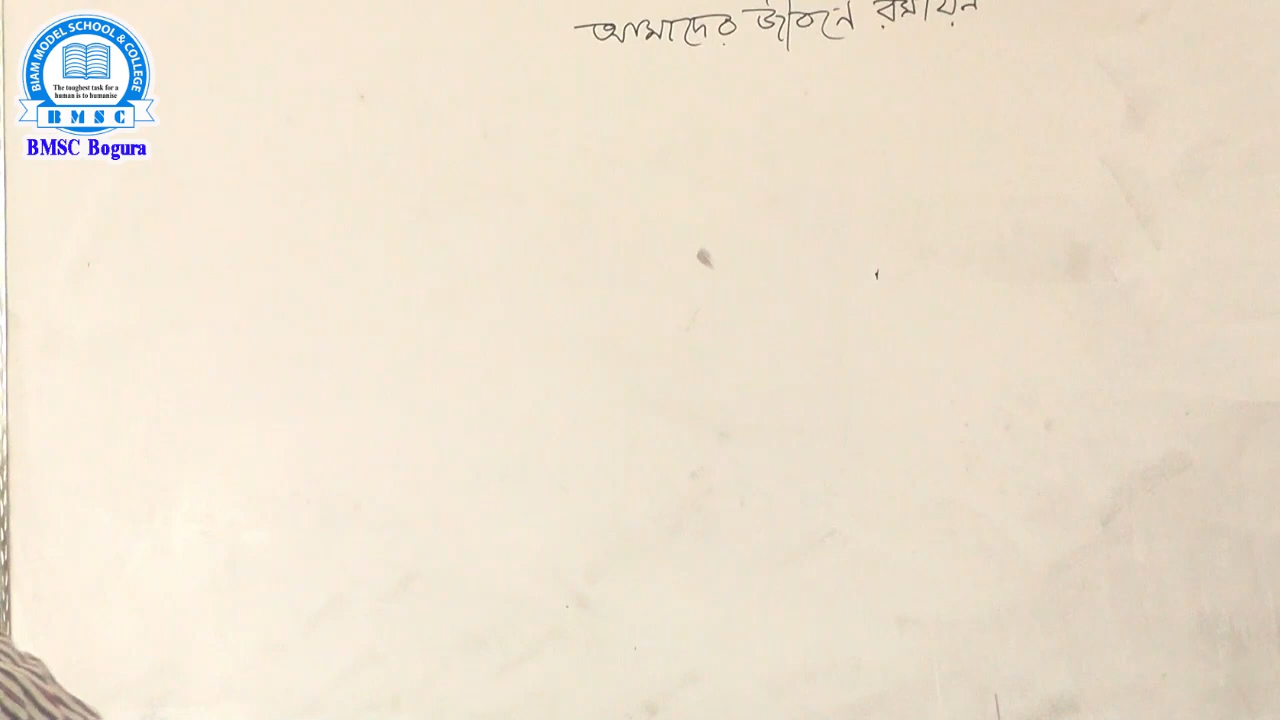 আমাদের জীবনে রসায়ন
BIAM MODEL SCHOOL & COLLEGE
The toughest task for a
human is to humanise
B M S C
BMSC Bogura